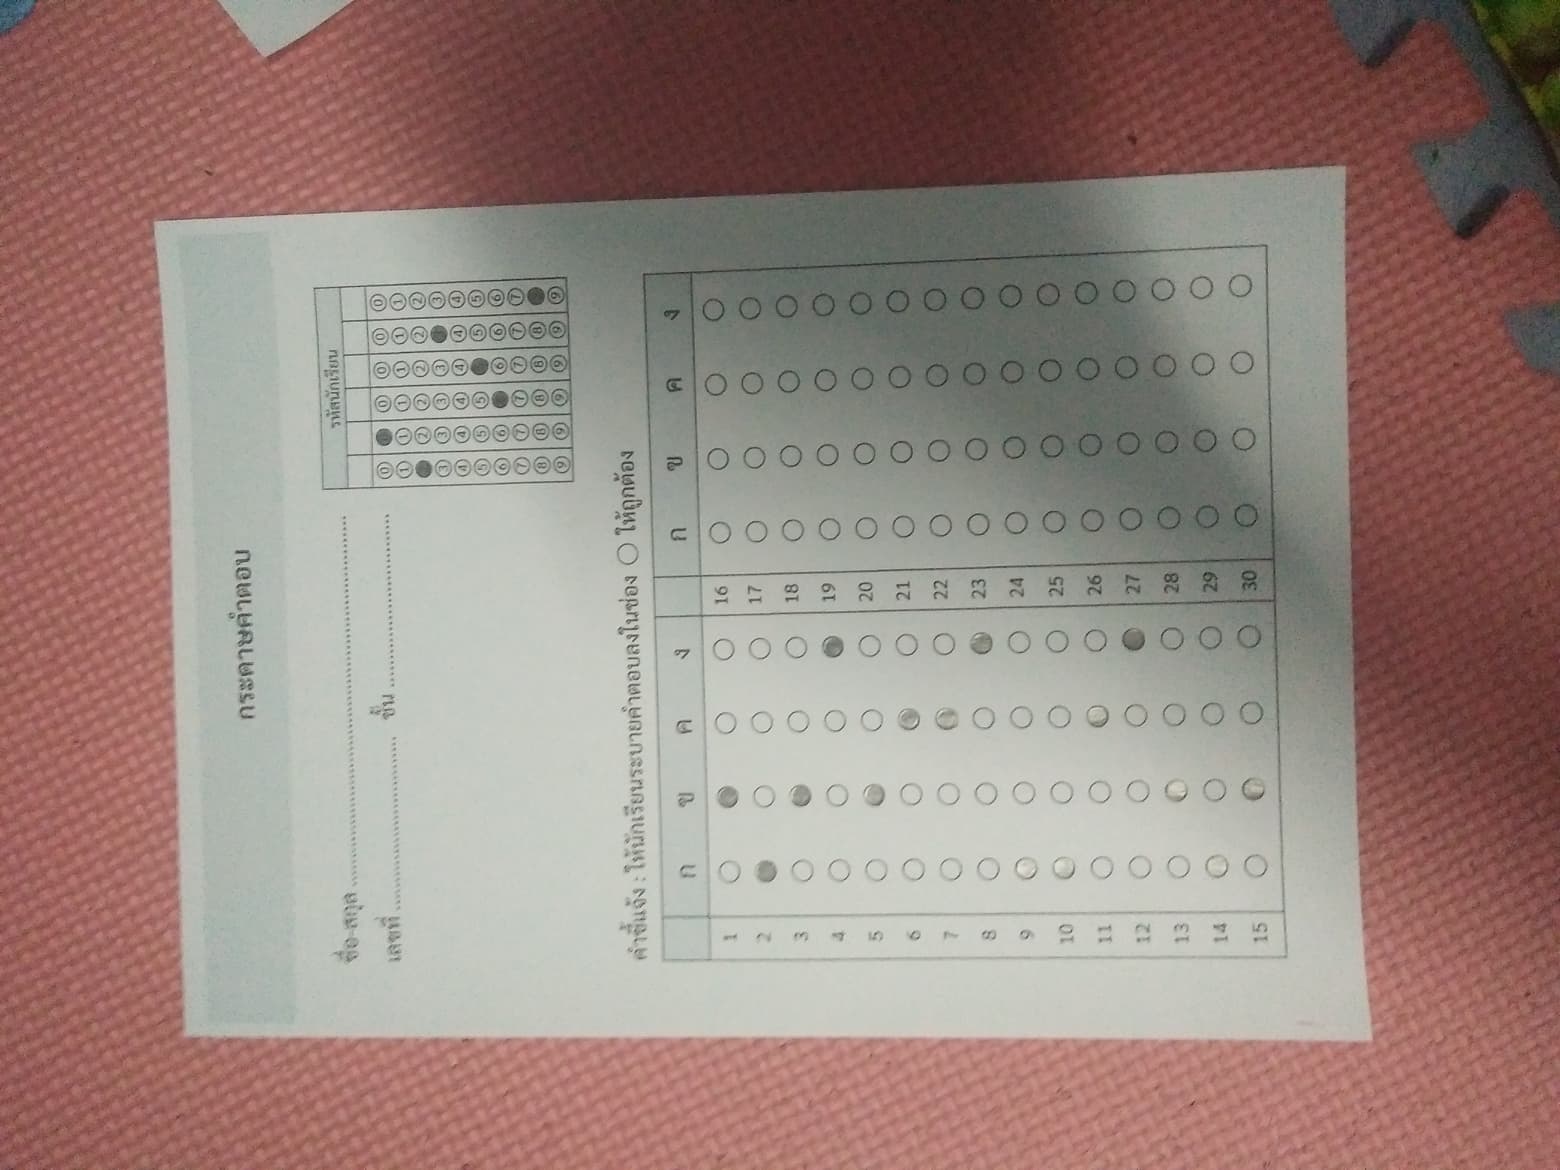 กระดาษคำตอบ
ชื่อ-สกุล ..................................................................
เลขที่ ............................... ชั้น ...............................
รหัสนักเรียน
0 0 0 0 0
1 1 1 1 1 1
2 2 2 2 2
3 3 3 3 3
4 4 4 4 4 4
5 5 5 5 5
6 6 6 6 6
7 7 7 7 7 7
8 8 8 8 8
9 9 9 9 9 9
คำชี้แจ้ง : ให้นักเรียนระบายคำตอบลงในช่อง ○ ให้ถูกต้อง
ก ข ค ง ก ข ค ง
1 16
2 17
3 18
4 19
5 20
6 21
7 22
8 23
9 24
10 25
11 26
12 27
13 28
14 29
15 30